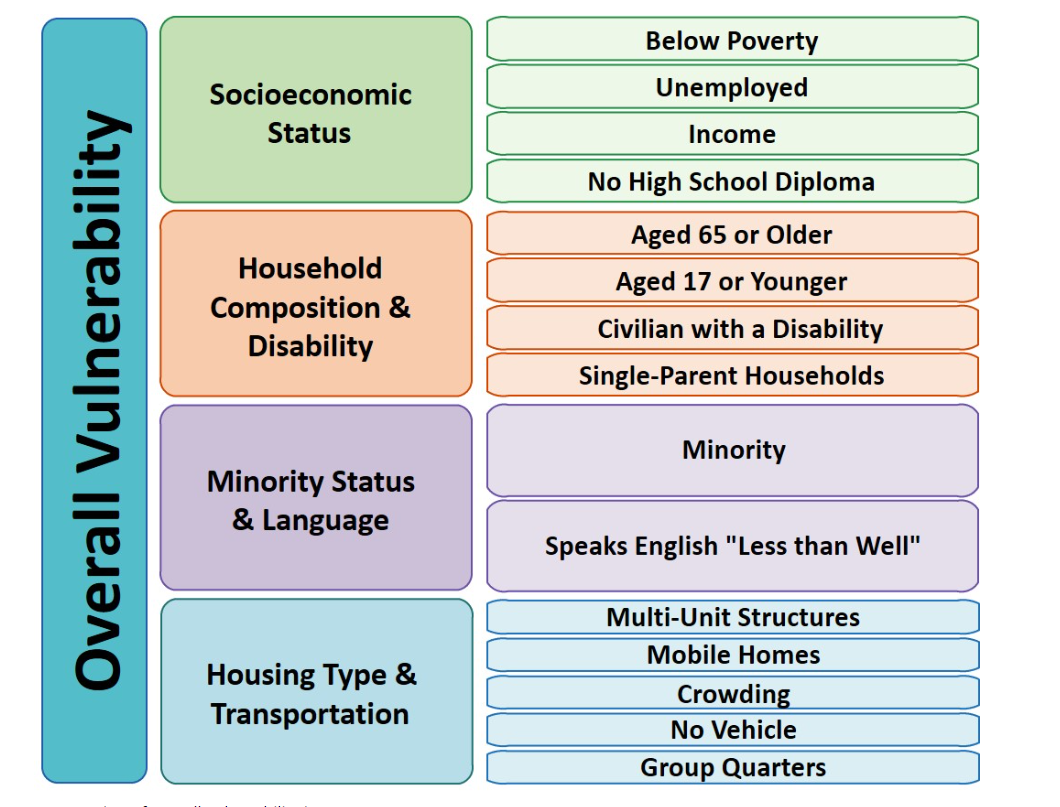 Overall Vulnerability
Socioeconomic
Status
Below Poverty
Unemployed
Income
No High School Diploma
Household
Composition &
Disability
Aged 65 or Older
Aged 17 or Younger
Civilian with a Disability
Single-Parent Households
Minority Status
& Language
Minority
Speaks English "Less than Well"
Housing Type &
Transportation
Multi-Unit Structures
Mobile Homes
Crowding
No Vehicle
Group Quarters